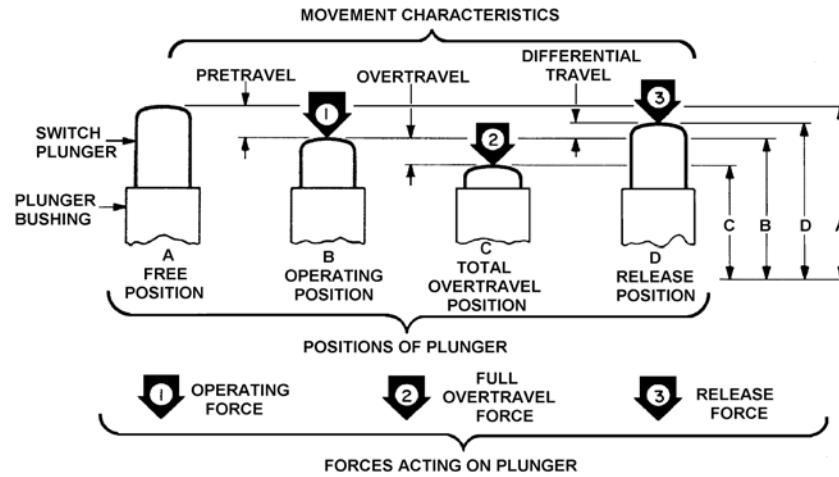 MOVEMENT CHARACTERISTICS
PRETRAVEL
OVERTRAVEL
DIFFERENTIAL
TRAVEL
SWITCH
PLUNGER
PLUNGER
BUSHING
1
2
3
A
FREE
POSITION
B
OPERATING
POSITION
C
TOTAL
OVERTRAVEL
POSITION
D
RELEASE
POSITION
C
B
D
A
POSITIONS OF PLUNGER
1
OPERATING
FORCE
2
FULL
OVERTRAVEL
FORCE
3
RELEASE
FORCE
FORCES ACTING ON PLUNGER